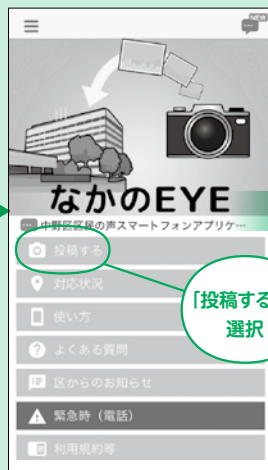 NEW
なかのEYE
中野区区民の声スマートフォンアプリケ…
投稿する
対応状況
使い方
よくある質問
区からのお知らせ
緊急時（電話）
利用規約等
「投稿する
選択